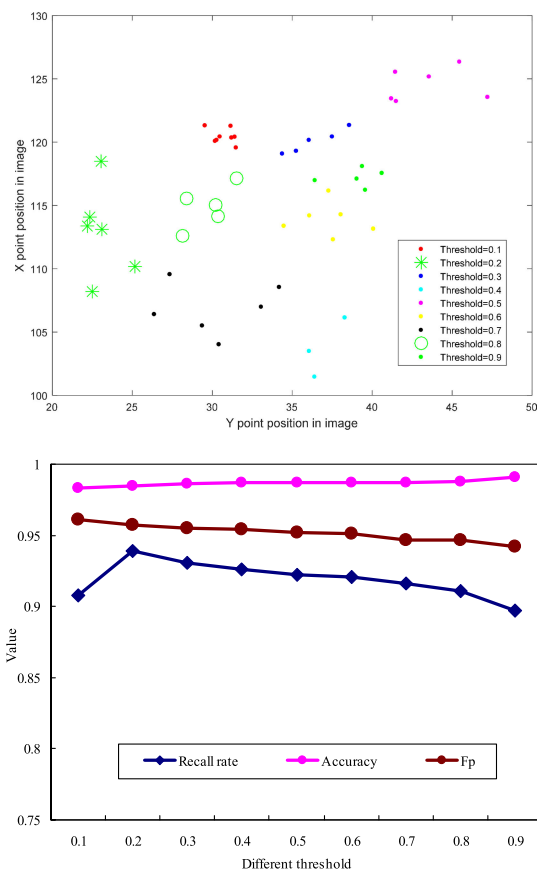 130
125
120
115
110
105
100
X point position in image
20 25 30 35 40 45 50
Y point position in image
Threshold=0.1
Threshold=0.2
Threshold=0.3
Threshold=0.4
Threshold=0.5
Threshold=0.6
Threshold=0.7
Threshold=0.8
Threshold=0.9
1
0.95
0.9
0.85
0.8
0.75
Value
Recall rate Accuracy Fp
0.1 0.2 0.3 0.4 0.5 0.6 0.7 0.8 0.9
Different threshold